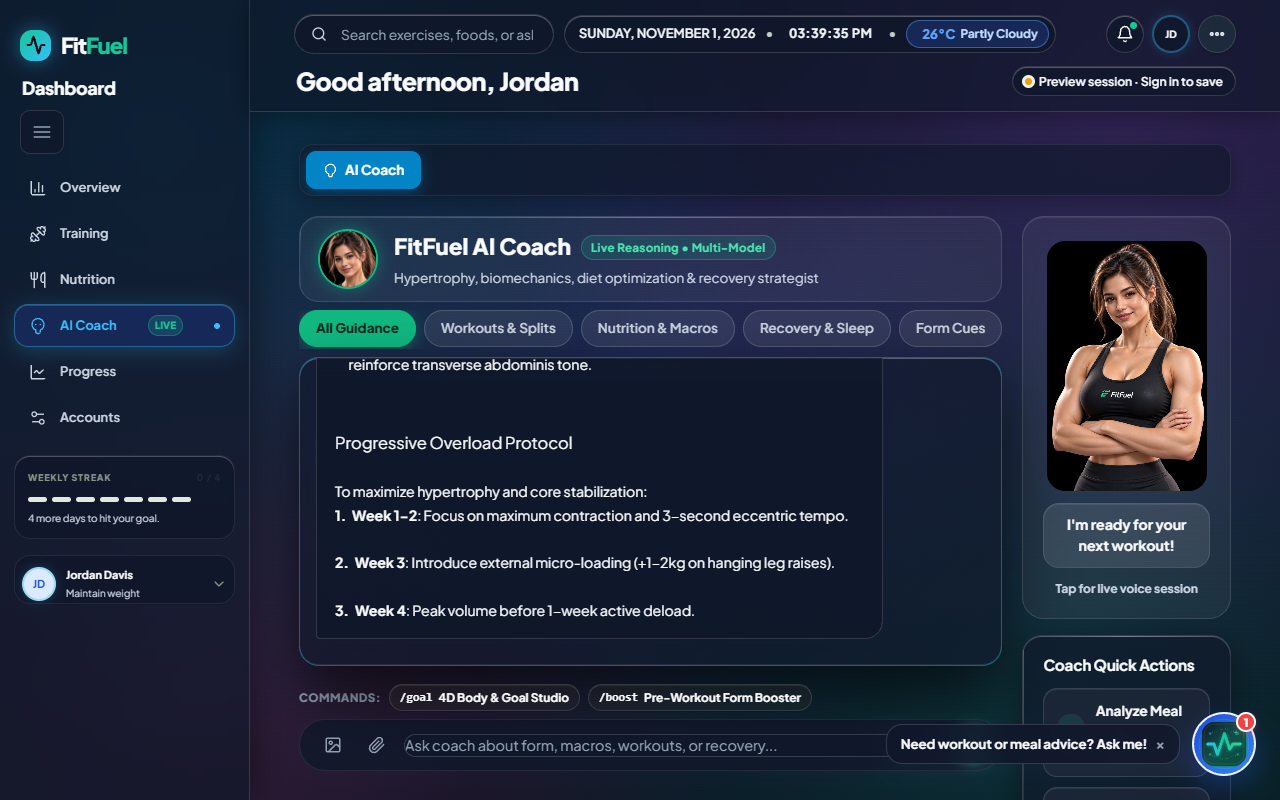 FitFuel
Dashboard
Overview
Training
Nutrition
AI Coach LIVE
Progress
Accounts
WEEKLY STREAK 0 / 4
4 more days to hit your goal.
JD Jordan Davis
Maintain weight
Search exercises, foods, or asl
SUNDAY, NOVEMBER 1, 2026 • 03:39:35 PM • 26°C Partly Cloudy
JD
Good afternoon, Jordan
Preview session · Sign in to save
AI Coach
FitFuel AI Coach Live Reasoning • Multi-Model
Hypertrophy, biomechanics, diet optimization & recovery strategist
All Guidance Workouts & Splits Nutrition & Macros Recovery & Sleep Form Cues
reinforce transverse abdominis tone.
Progressive Overload Protocol
To maximize hypertrophy and core stabilization:
1. Week 1–2: Focus on maximum contraction and 3–second eccentric tempo.
2. Week 3: Introduce external micro-loading (+1–2kg on hanging leg raises).
3. Week 4: Peak volume before 1–week active deload.
COMMANDS: /goal 4D Body & Goal Studio /boost Pre-Workout Form Booster
Ask coach about form, macros, workouts, or recovery...
FitFuel
I'm ready for your
next workout!
Tap for live voice session
Coach Quick Actions
Analyze Meal
Need workout or meal advice? Ask me! ×
1